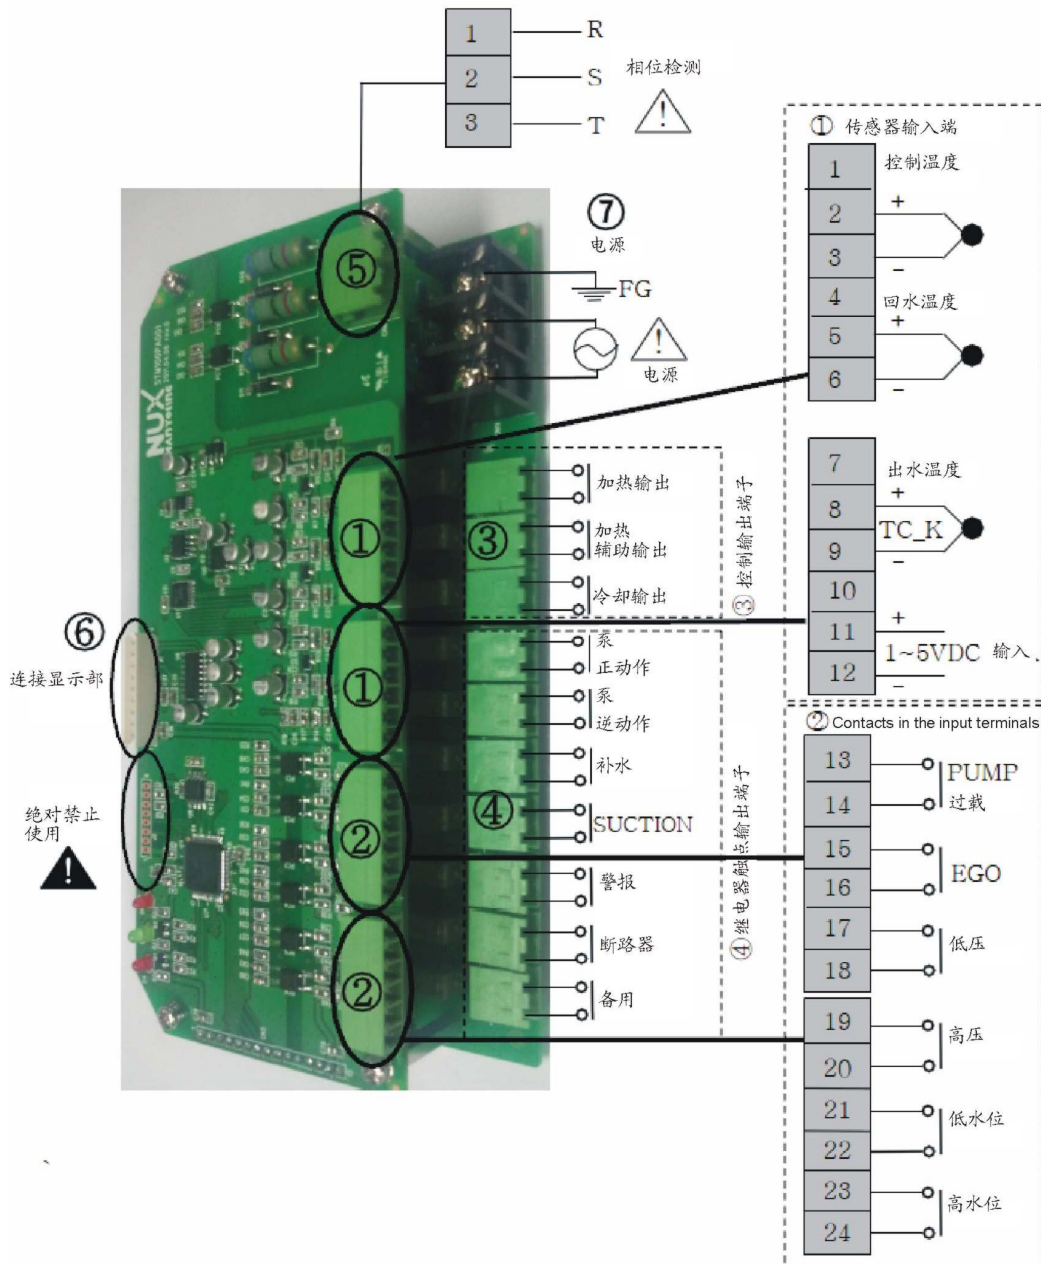 1 R
2 S
相位检测
3 T
① 传感器输入端
1 控制温度
2 +
3 −
4 回水温度
5 +
6 −
7 出水温度
8 +
TC_K
9 −
10
11 +
1~5VDC 输入
12 −
② Contacts in the input terminals
13 PUMP
14 过载
15
EGO
16
17
低压
18
19
高压
20
21
低水位
22
23
高水位
24
⑦
电源
FG
电源
⑤
NUX
①
①
②
②
③
加热输出
加热
辅助输出
冷却输出
③ 控制输出端子
④
泵
正动作
泵
逆动作
补水
SUCTION
警报
断路器
备用
④ 继电器触点输出端子
⑥
连接显示部
绝对禁止
使用